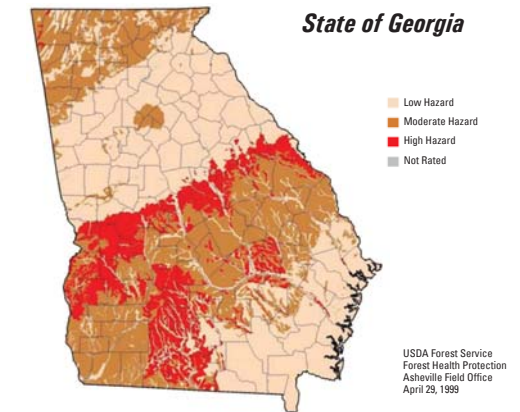 State of Georgia
Low Hazard
Moderate Hazard
High Hazard
Not Rated
USDA Forest Service
Forest Health Protection
Asheville Field Office
April 29, 1999